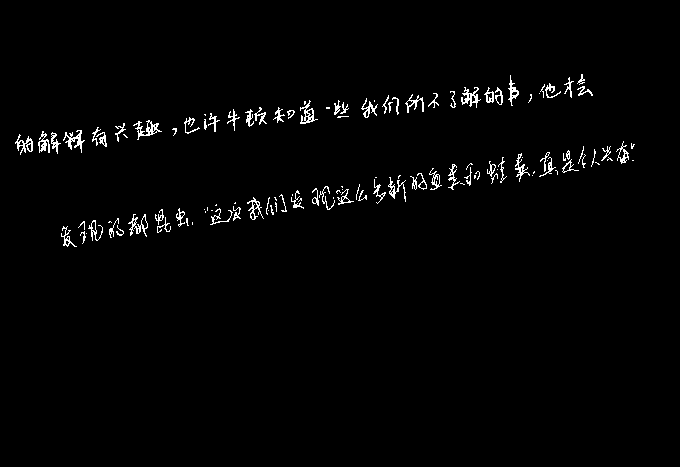 的解释有兴趣，也许牛顿知道一些我们所不了解的事，他才会
发现的都昆虫.“这次我们发现这么多新的鱼类和蛙类.真是令人兴奋.”